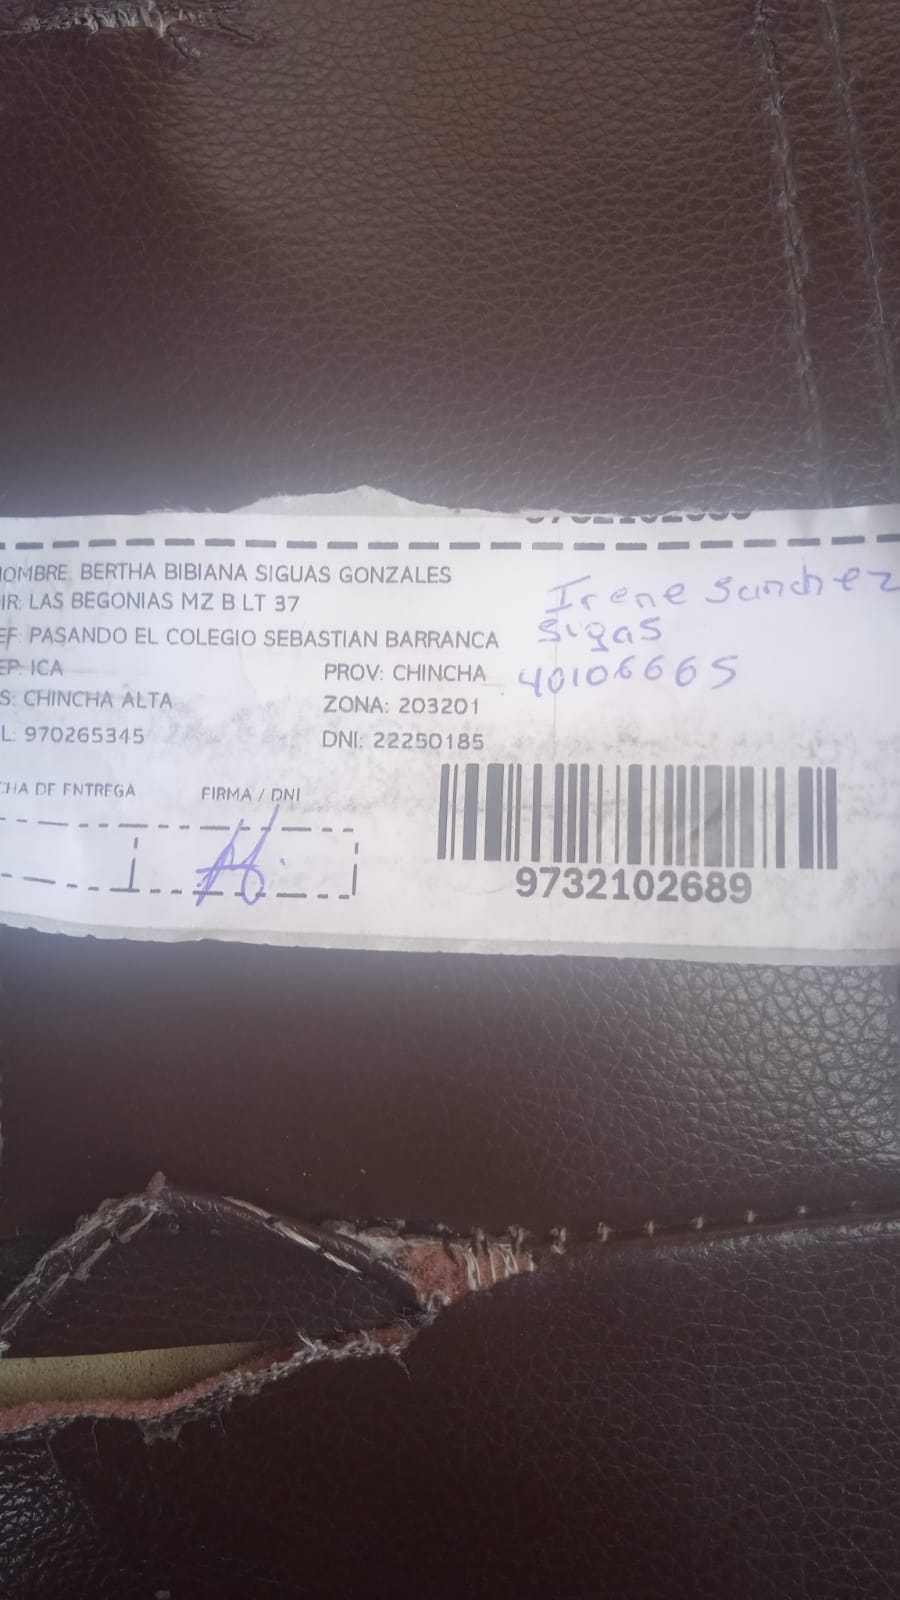 OMBRE: BERTHA BIBIANA SIGUAS GONZALES
IR: LAS BEGONIAS MZ B LT 37
EF: PASANDO EL COLEGIO SEBASTIAN BARRANCA
EP: ICA
PROV: CHINCHA
S: CHINCHA ALTA
ZONA: 203201
L: 970265345
DNI: 22250185
Irene Sanchez
Sigas
40106665
CHA DE ENTREGA
FIRMA / DNI
9732102689